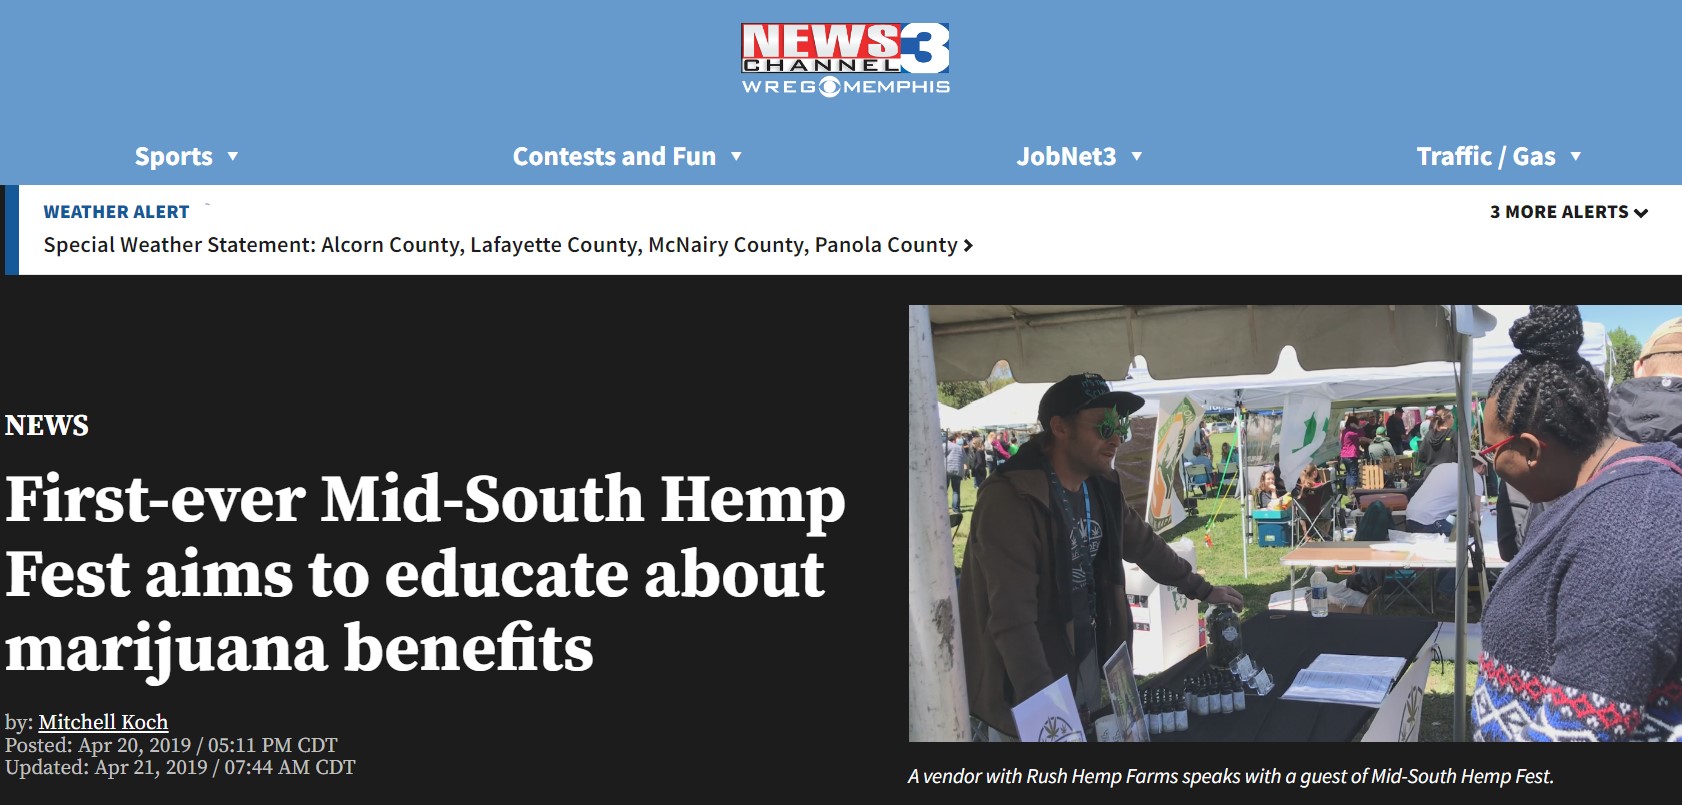 NEWS 3
CHANNEL
WREG MEMPHIS
Sports Contests and Fun JobNet3 Traffic / Gas
WEATHER ALERT 3 MORE ALERTS
Special Weather Statement: Alcorn County, Lafayette County, McNairy County, Panola County
NEWS
First-ever Mid-South Hemp
Fest aims to educate about
marijuana benefits
by: Mitchell Koch
Posted: Apr 20, 2019 / 05:11 PM CDT
Updated: Apr 21, 2019 / 07:44 AM CDT
A vendor with Rush Hemp Farms speaks with a guest of Mid-South Hemp Fest.